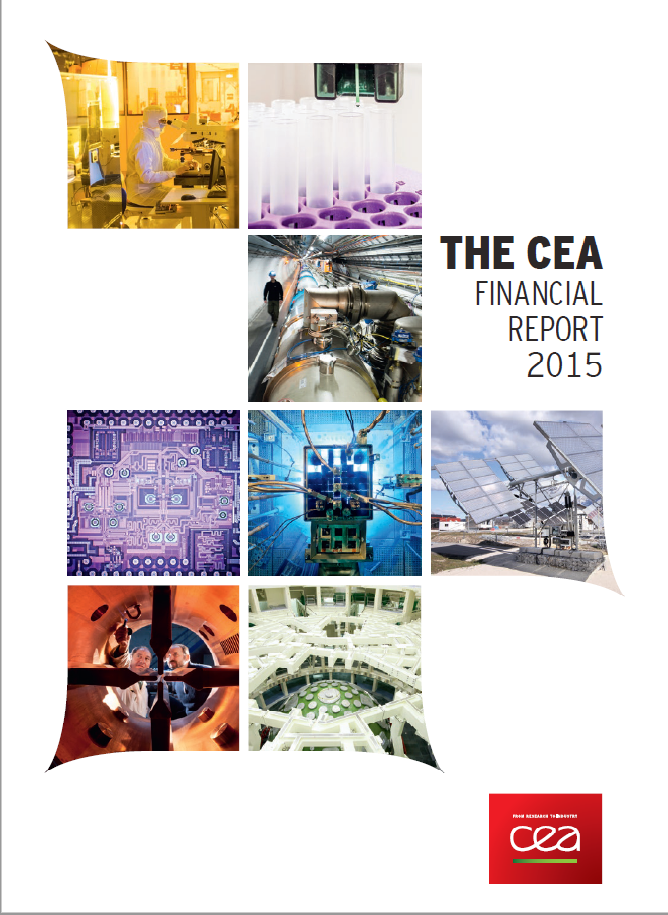 THE CEA
FINANCIAL
REPORT
2015
FROM RESEARCH TO INDUSTRY
cea